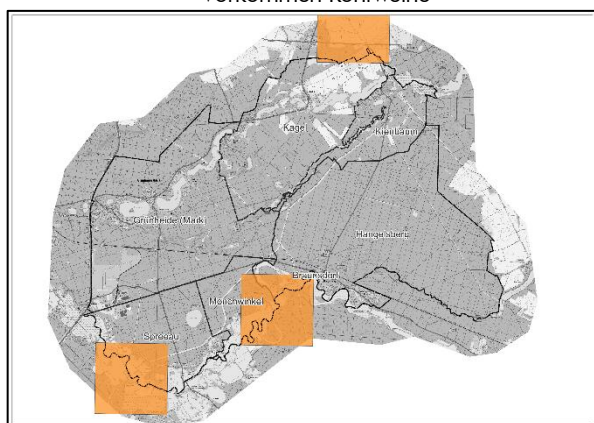 Vorkommen Rohrweihe
Kagel
Kienbaum
Grünheide (Mark)
Hangelsberg
Braunsdorf
Mönchwinkel
Spreeau